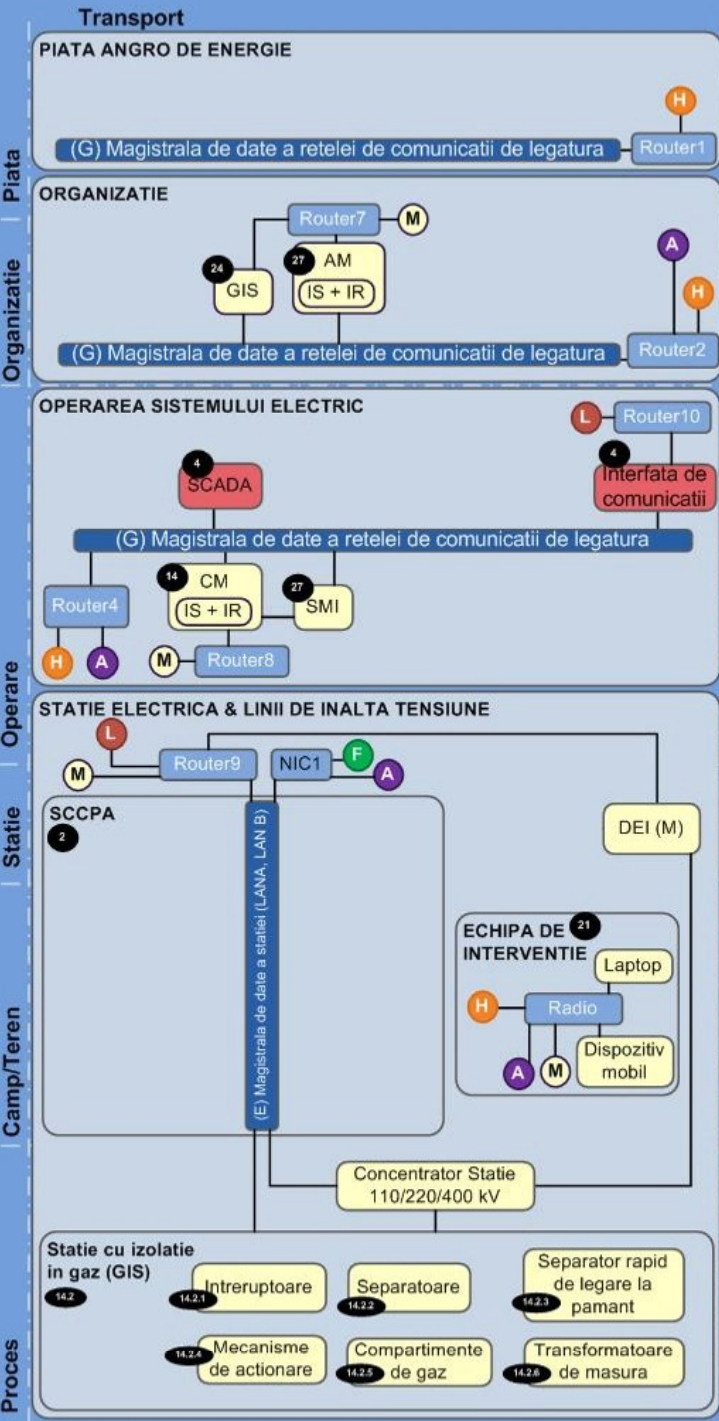 Transport
PIATA ANGRO DE ENERGIE
H
(G) Magistrala de date a retelei de comunicatii de legatura
Router1
Piata
ORGANIZATIE
Router7
M
A
24
GIS
27
AM
IS + IR
H
(G) Magistrala de date a retelei de comunicatii de legatura
Router2
Organizatie
OPERAREA SISTEMULUI ELECTRIC
L
Router10
4
SCADA
4
Interfata de
comunicatii
(G) Magistrala de date a retelei de comunicatii de legatura
Router4
14
CM
IS + IR
27
SMI
H
A
M
Router8
Operare
STATIE ELECTRICA & LINII DE INALTA TENSIUNE
L
Router9
NIC1
F
M
A
SCCPA
2
DEI (M)
Statie
(E) Magistrala de date a statiei (LANA, LAN B)
ECHIPA DE
INTERVENTIE
21
Laptop
H
Radio
A
M
Dispozitiv
mobil
Camp/Teren
Concentrator Statie
110/220/400 kV
Statie cu izolatie
in gaz (GIS)
14.2
14.2.1
Intreruptoare
14.2.2
Separatoare
14.2.3
Separator rapid
de legare la
pamant
14.2.4
Mecanisme
de actionare
14.2.5
Compartimente
de gaz
14.2.6
Transformatoare
de masura
Proces